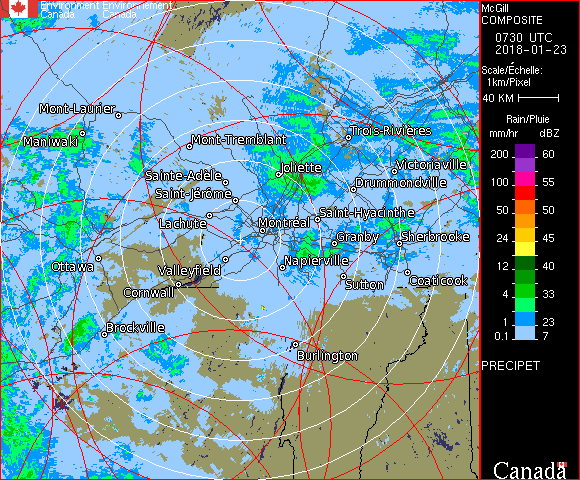 Environment Environnement
Canada Canada
McGill
COMPOSITE
0730 UTC
2018-01-23
Scale/Échelle:
1km/Pixel
40 KM
Rain/Pluie
mm/hr dBZ
200 60
100 55
50 50
24 45
12 40
4 33
1 23
0.1 7
PRECIPET
Canada
Mont-Laurier
Maniwaki
Mont-Tremblant
Trois-Rivières
Sainte-Adèle
Joliette
Victoriaville
Saint-Jérôme
Drummondville
Lachute
Montréal
Saint-Hyacinthe
Granby
Sherbrooke
Ottawa
Valleyfield
Napierville
Cornwall
Sutton
Coaticook
Brockville
Burlington